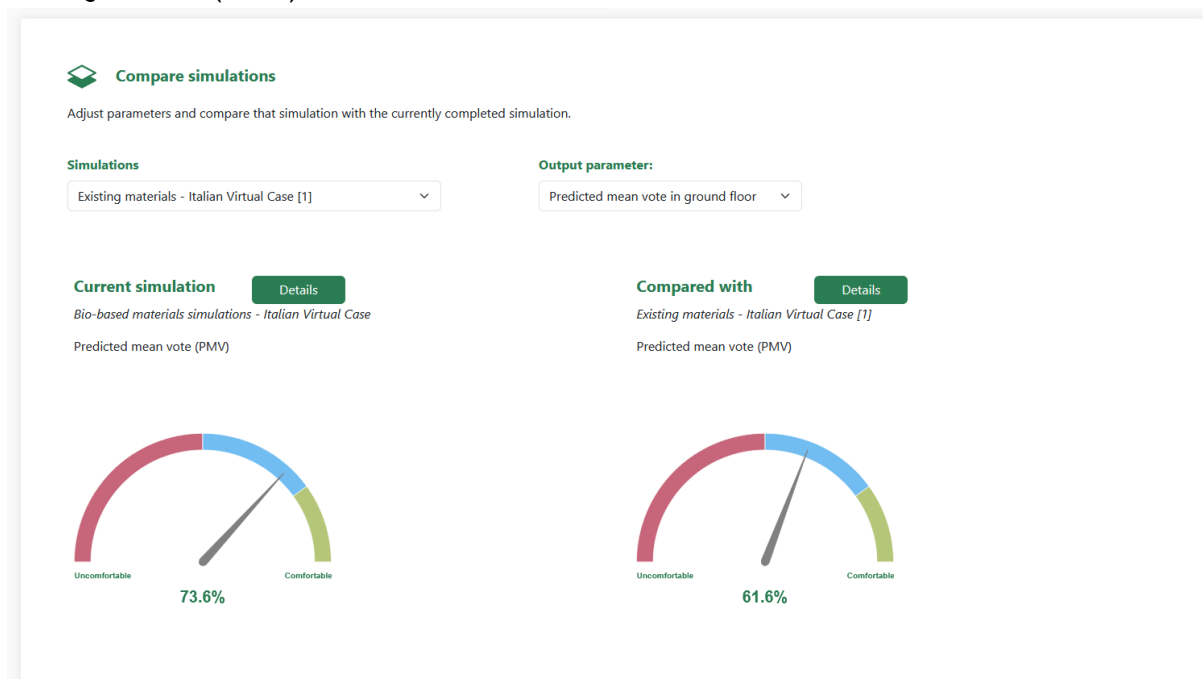 Compare simulations
Adjust parameters and compare that simulation with the currently completed simulation.
Simulations
Output parameter:
Existing materials - Italian Virtual Case [1]
Predicted mean vote in ground floor
Current simulation
Details
Compared with
Details
Bio-based materials simulations - Italian Virtual Case
Existing materials - Italian Virtual Case [1]
Predicted mean vote (PMV)
Predicted mean vote (PMV)
Uncomfortable
Comfortable
Uncomfortable
Comfortable
73.6%
61.6%